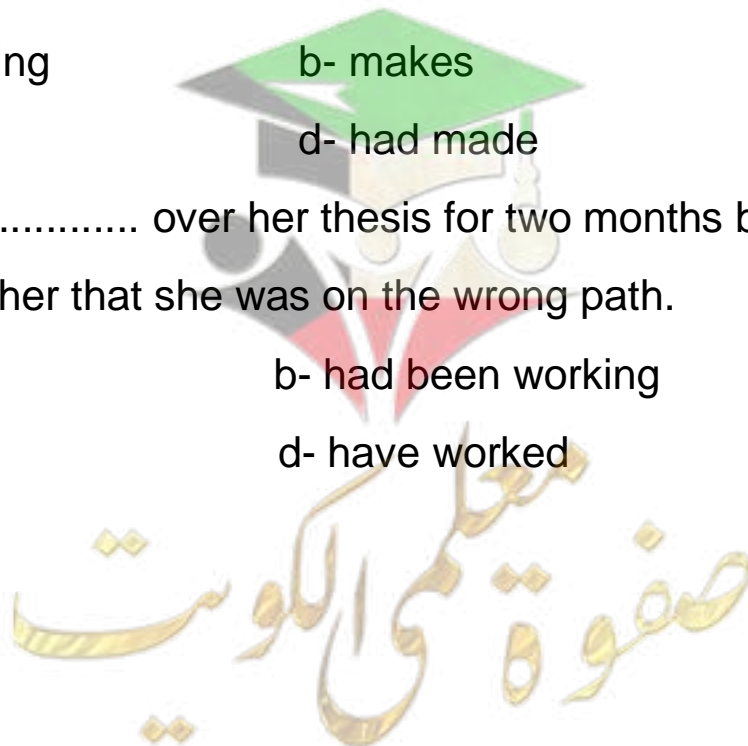 ng b- makes
d- had made
............. over her thesis for two months b
her that she was on the wrong path.
b- had been working
d- have worked
صفوة معلمى الكويت